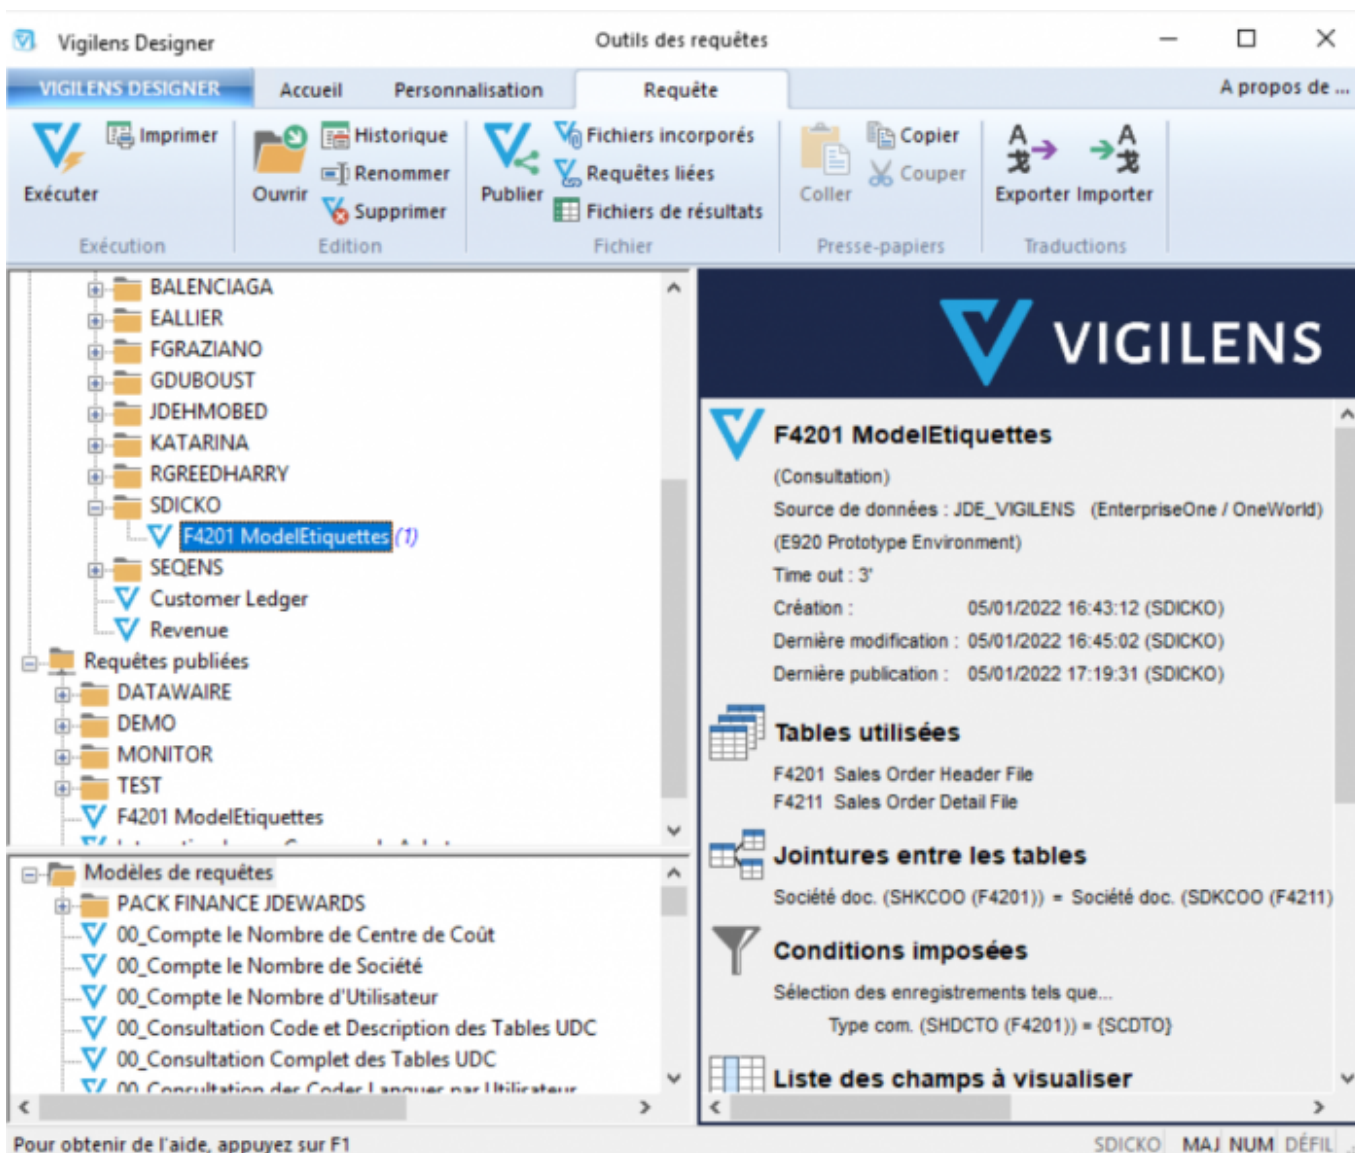 Vigilens Designer
Outils des requêtes
VIGILENS DESIGNER
Accueil
Personnalisation
Requête
A propos de ...
Exécuter
Imprimer
Exécution
Ouvrir
Historique
Renommer
Supprimer
Edition
Publier
Fichiers incorporés
Requêtes liées
Fichiers de résultats
Fichier
Coller
Copier
Couper
Presse-papiers
Exporter
Importer
Traductions
BALENCIAGA
EALLIER
FGRAZIANO
GDUBOUST
JDEHMOBED
KATARINA
RGREEDHARRY
SDICKO
F4201 ModelEtiquettes (1)
SEQENS
Customer Ledger
Revenue
Requêtes publiées
DATAWAIRE
DEMO
MONITOR
TEST
F4201 ModelEtiquettes
Modèles de requêtes
PACK FINANCE JDEWARDS
00_Compte le Nombre de Centre de Coût
00_Compte le Nombre de Société
00_Compte le Nombre d'Utilisateur
00_Consultation Code et Description des Tables UDC
00_Consultation Complet des Tables UDC
00_Consultation des Codes Langues par Utilisateur
VIGILENS
F4201 ModelEtiquettes
(Consultation)
Source de données : JDE_VIGILENS (EnterpriseOne / OneWorld)
(E920 Prototype Environment)
Time out : 3'
Création : 05/01/2022 16:43:12 (SDICKO)
Dernière modification : 05/01/2022 16:45:02 (SDICKO)
Dernière publication : 05/01/2022 17:19:31 (SDICKO)
Tables utilisées
F4201 Sales Order Header File
F4211 Sales Order Detail File
Jointures entre les tables
Société doc. (SHKCOO (F4201)) = Société doc. (SDKCOO (F4211)
Conditions imposées
Sélection des enregistrements tels que...
Type com. (SHDCTO (F4201)) = {SCDTO}
Liste des champs à visualiser
Pour obtenir de l'aide, appuyez sur F1
SDICKO MAJ NUM DÉFIL